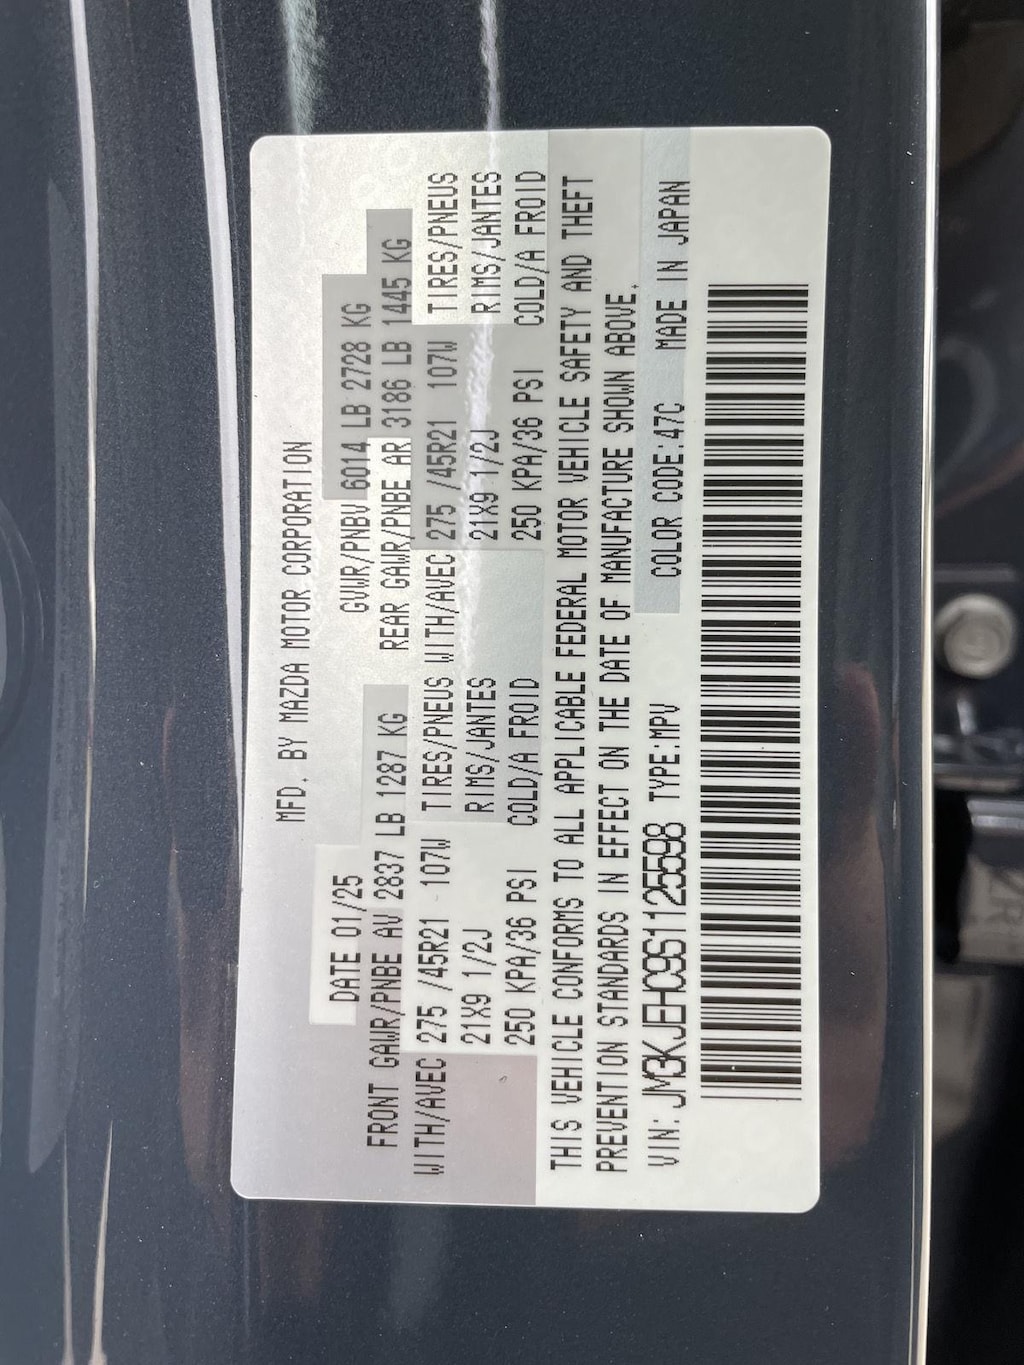 MFD. BY MAZDA MOTOR CORPORATION
DATE 01/25 GVWR/PNBV 6014 LB 2728 KG
FRONT GAWR/PNBE AV 2837 LB 1287 KG REAR GAWR/PNBE AR 3186 LB 1445 KG
WITH/AVEC 275 /45R21 107W TIRES/PNEUS WITH/AVEC 275 /45R21 107W TIRES/PNEUS
21X9 1/2J RIMS/JANTES 21X9 1/2J RIMS/JANTES
250 KPA/36 PSI COLD/A FROID 250 KPA/36 PSI COLD/A FROID
THIS VEHICLE CONFORMS TO ALL APPLICABLE FEDERAL MOTOR VEHICLE SAFETY AND THEFT
PREVENTION STANDARDS IN EFFECT ON THE DATE OF MANUFACTURE SHOWN ABOVE.
VIN: JM3KJEHC9S1125598 TYPE:MPV COLOR CODE:47C MADE IN JAPAN